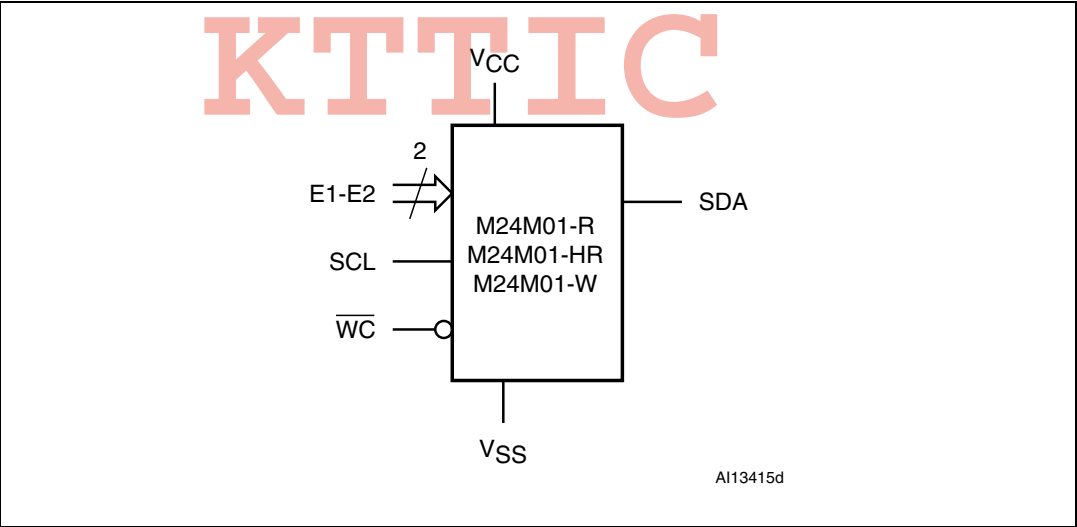 KTTIC
VCC
2
E1-E2
SDA
M24M01-R
M24M01-HR
M24M01-W
SCL
WC
VSS
AI13415d